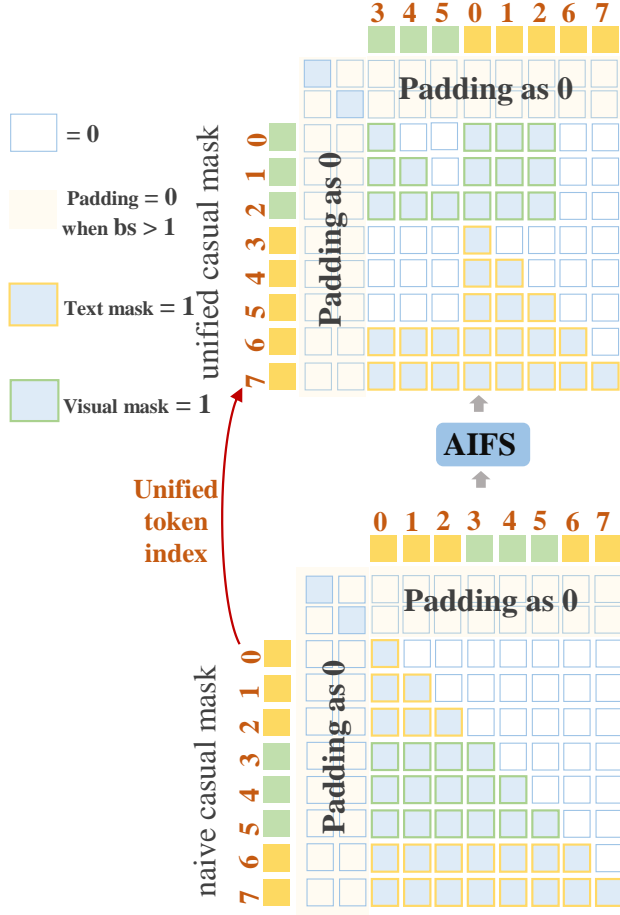 3 4 5 0 1 2 6 7
Padding as 0
= 0
Padding = 0
when bs > 1
Text mask = 1
Visual mask = 1
unified casual mask
0
1
2
3
4
5
6
7
Padding as 0
AIFS
Unified
token
index
0 1 2 3 4 5 6 7
Padding as 0
naive casual mask
0
1
2
3
4
5
6
7
Padding as 0